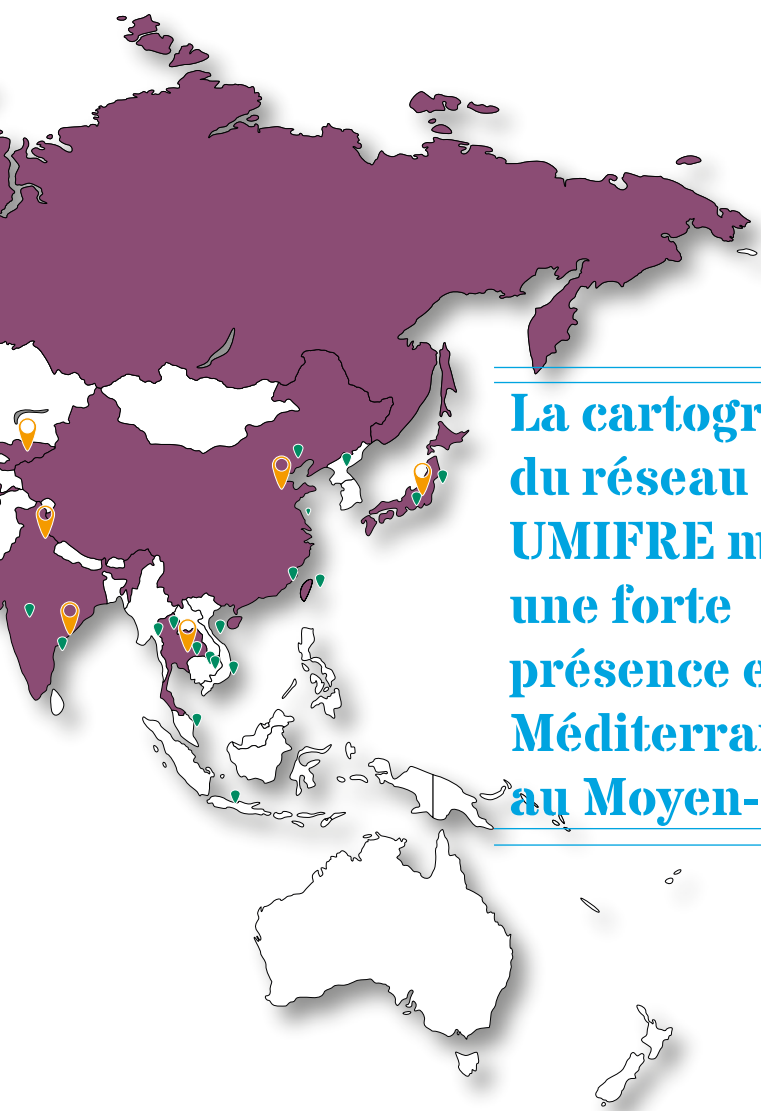 La cartogr
du réseau
UMIFRE m
une forte
présence e
Méditerra
au Moyen-